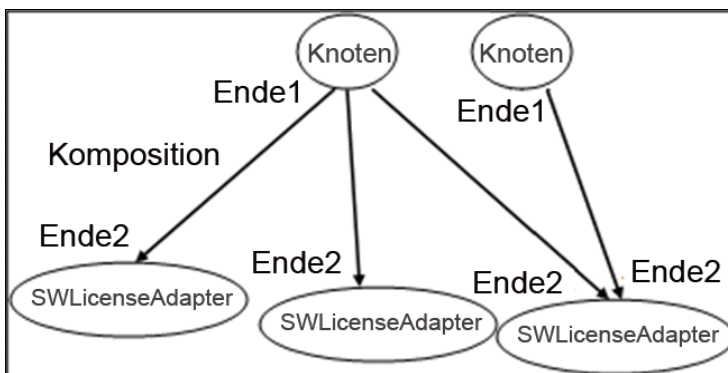 Knoten
Knoten
Ende1
Ende1
Komposition
Ende2
Ende2
Ende2
Ende2
SWLicenseAdapter
SWLicenseAdapter
SWLicenseAdapter